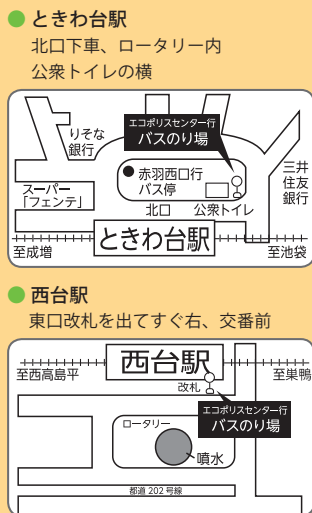 ときわ台駅
北口下車、ロータリー内
公衆トイレの横
りそな
銀行
エコポリスセンター行
バスのり場
赤羽西口行
バス停
三井
住友
銀行
スーパー
「フェンテ」
北口
公衆トイレ
ときわ台駅
至成増
至池袋
西台駅
東口改札を出てすぐ右、交番前
西台駅
至西高島平
至巣鴨
改札
エコポリスセンター行
バスのり場
ロータリー
噴水
都道202号線